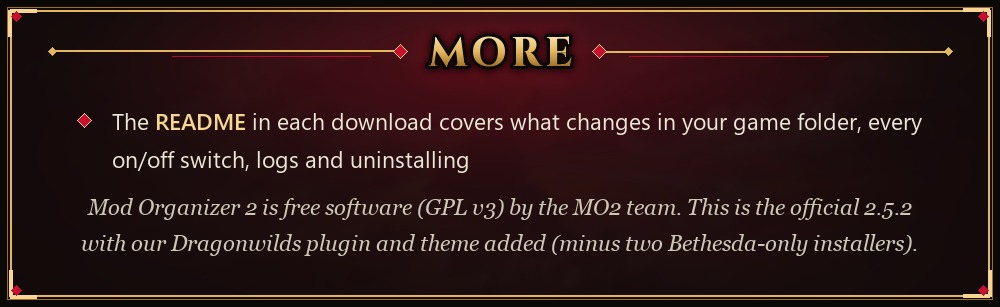 MORE
The README in each download covers what changes in your game folder, every
on/off switch, logs and uninstalling
Mod Organizer 2 is free software (GPL v3) by the MO2 team. This is the official 2.5.2
with our Dragonwilds plugin and theme added (minus two Bethesda-only installers).